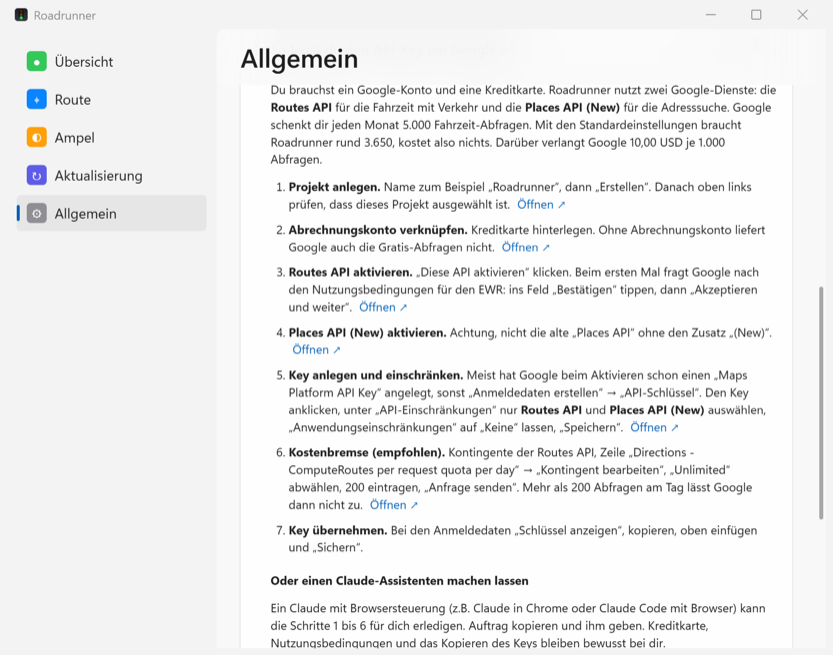 Roadrunner
Übersicht
Route
Ampel
Aktualisierung
Allgemein
Allgemein
Du brauchst ein Google-Konto und eine Kreditkarte. Roadrunner nutzt zwei Google-Dienste: die
Routes API für die Fahrzeit mit Verkehr und die Places API (New) für die Adresssuche. Google
schenkt dir jeden Monat 5.000 Fahrzeit-Abfragen. Mit den Standardeinstellungen braucht
Roadrunner rund 3.650, kostet also nichts. Darüber verlangt Google 10,00 USD je 1.000
Abfragen.
1. Projekt anlegen. Name zum Beispiel „Roadrunner“, dann „Erstellen“. Danach oben links
prüfen, dass dieses Projekt ausgewählt ist. Öffnen ↗
2. Abrechnungskonto verknüpfen. Kreditkarte hinterlegen. Ohne Abrechnungskonto liefert
Google auch die Gratis-Abfragen nicht. Öffnen ↗
3. Routes API aktivieren. „Diese API aktivieren“ klicken. Beim ersten Mal fragt Google nach
den Nutzungsbedingungen für den EWR: ins Feld „Bestätigen“ tippen, dann „Akzeptieren
und weiter“. Öffnen ↗
4. Places API (New) aktivieren. Achtung, nicht die alte „Places API“ ohne den Zusatz „(New)“.
Öffnen ↗
5. Key anlegen und einschränken. Meist hat Google beim Aktivieren schon einen „Maps
Platform API Key“ angelegt, sonst „Anmeldedaten erstellen“ → „API-Schlüssel“. Den Key
anklicken, unter „API-Einschränkungen“ nur Routes API und Places API (New) auswählen,
„Anwendungseinschränkungen“ auf „Keine“ lassen, „Speichern“. Öffnen ↗
6. Kostenbremse (empfohlen). Kontingente der Routes API, Zeile „Directions -
ComputeRoutes per request quota per day“ → „Kontingent bearbeiten“, „Unlimited“
abwählen, 200 eintragen, „Anfrage senden“. Mehr als 200 Abfragen am Tag lässt Google
dann nicht zu. Öffnen ↗
7. Key übernehmen. Bei den Anmeldedaten „Schlüssel anzeigen“, kopieren, oben einfügen
und „Sichern“.
Oder einen Claude-Assistenten machen lassen
Ein Claude mit Browsersteuerung (z.B. Claude in Chrome oder Claude Code mit Browser) kann
die Schritte 1 bis 6 für dich erledigen. Auftrag kopieren und ihm geben. Kreditkarte,
Nutzungsbedingungen und das Kopieren des Keys bleiben bewusst bei dir.